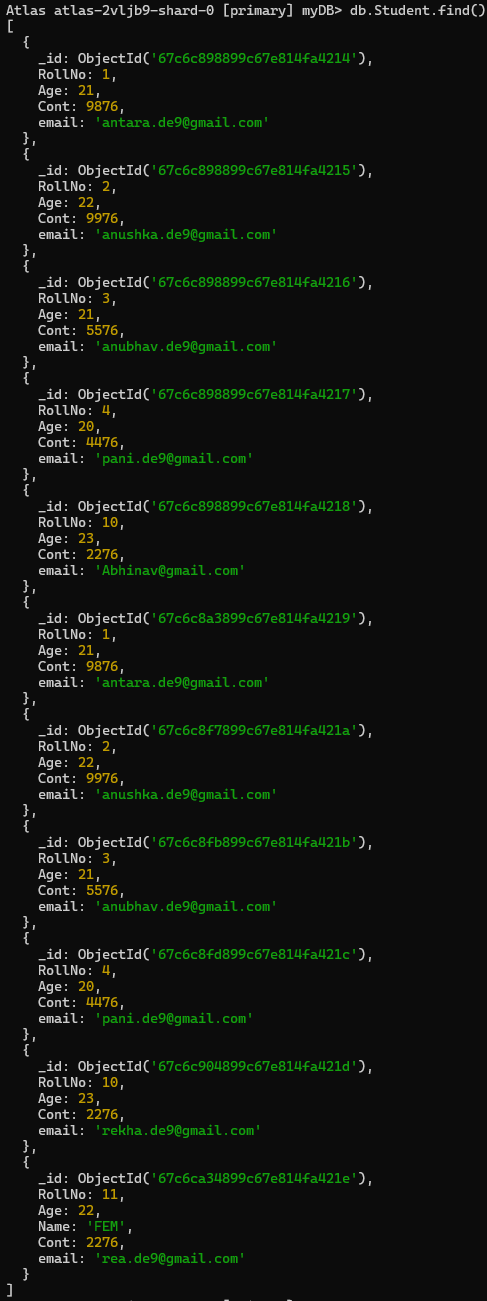 Atlas atlas-2vljb9-shard-0 [primary] myDB> db.Student.find()
[
  {
    _id: ObjectId('67c6c898899c67e814fa4214'),
    RollNo: 1,
    Age: 21,
    Cont: 9876,
    email: 'antara.de9@gmail.com'
  },
  {
    _id: ObjectId('67c6c898899c67e814fa4215'),
    RollNo: 2,
    Age: 22,
    Cont: 9976,
    email: 'anushka.de9@gmail.com'
  },
  {
    _id: ObjectId('67c6c898899c67e814fa4216'),
    RollNo: 3,
    Age: 21,
    Cont: 5576,
    email: 'anubhav.de9@gmail.com'
  },
  {
    _id: ObjectId('67c6c898899c67e814fa4217'),
    RollNo: 4,
    Age: 20,
    Cont: 4476,
    email: 'pani.de9@gmail.com'
  },
  {
    _id: ObjectId('67c6c898899c67e814fa4218'),
    RollNo: 10,
    Age: 23,
    Cont: 2276,
    email: 'Abhinav@gmail.com'
  },
  {
    _id: ObjectId('67c6c8a3899c67e814fa4219'),
    RollNo: 1,
    Age: 21,
    Cont: 9876,
    email: 'antara.de9@gmail.com'
  },
  {
    _id: ObjectId('67c6c8f7899c67e814fa421a'),
    RollNo: 2,
    Age: 22,
    Cont: 9976,
    email: 'anushka.de9@gmail.com'
  },
  {
    _id: ObjectId('67c6c8fb899c67e814fa421b'),
    RollNo: 3,
    Age: 21,
    Cont: 5576,
    email: 'anubhav.de9@gmail.com'
  },
  {
    _id: ObjectId('67c6c8fd899c67e814fa421c'),
    RollNo: 4,
    Age: 20,
    Cont: 4476,
    email: 'pani.de9@gmail.com'
  },
  {
    _id: ObjectId('67c6c904899c67e814fa421d'),
    RollNo: 10,
    Age: 23,
    Cont: 2276,
    email: 'rekha.de9@gmail.com'
  },
  {
    _id: ObjectId('67c6ca34899c67e814fa421e'),
    RollNo: 11,
    Age: 22,
    Name: 'FEM',
    Cont: 2276,
    email: 'rea.de9@gmail.com'
  }
]